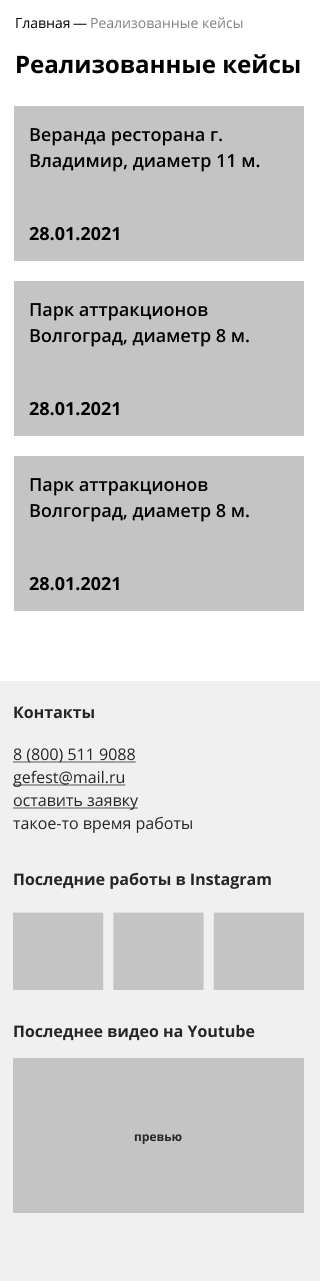 Главная — Реализованные кейсы
Реализованные кейсы
Веранда ресторана г.
Владимир, диаметр 11 м.
28.01.2021
Парк аттракционов
Волгоград, диаметр 8 м.
28.01.2021
Парк аттракционов
Волгоград, диаметр 8 м.
28.01.2021
Контакты
8 (800) 511 9088
gefest@mail.ru
оставить заявку
такое-то время работы
Последние работы в Instagram
Последнее видео на Youtube
превью